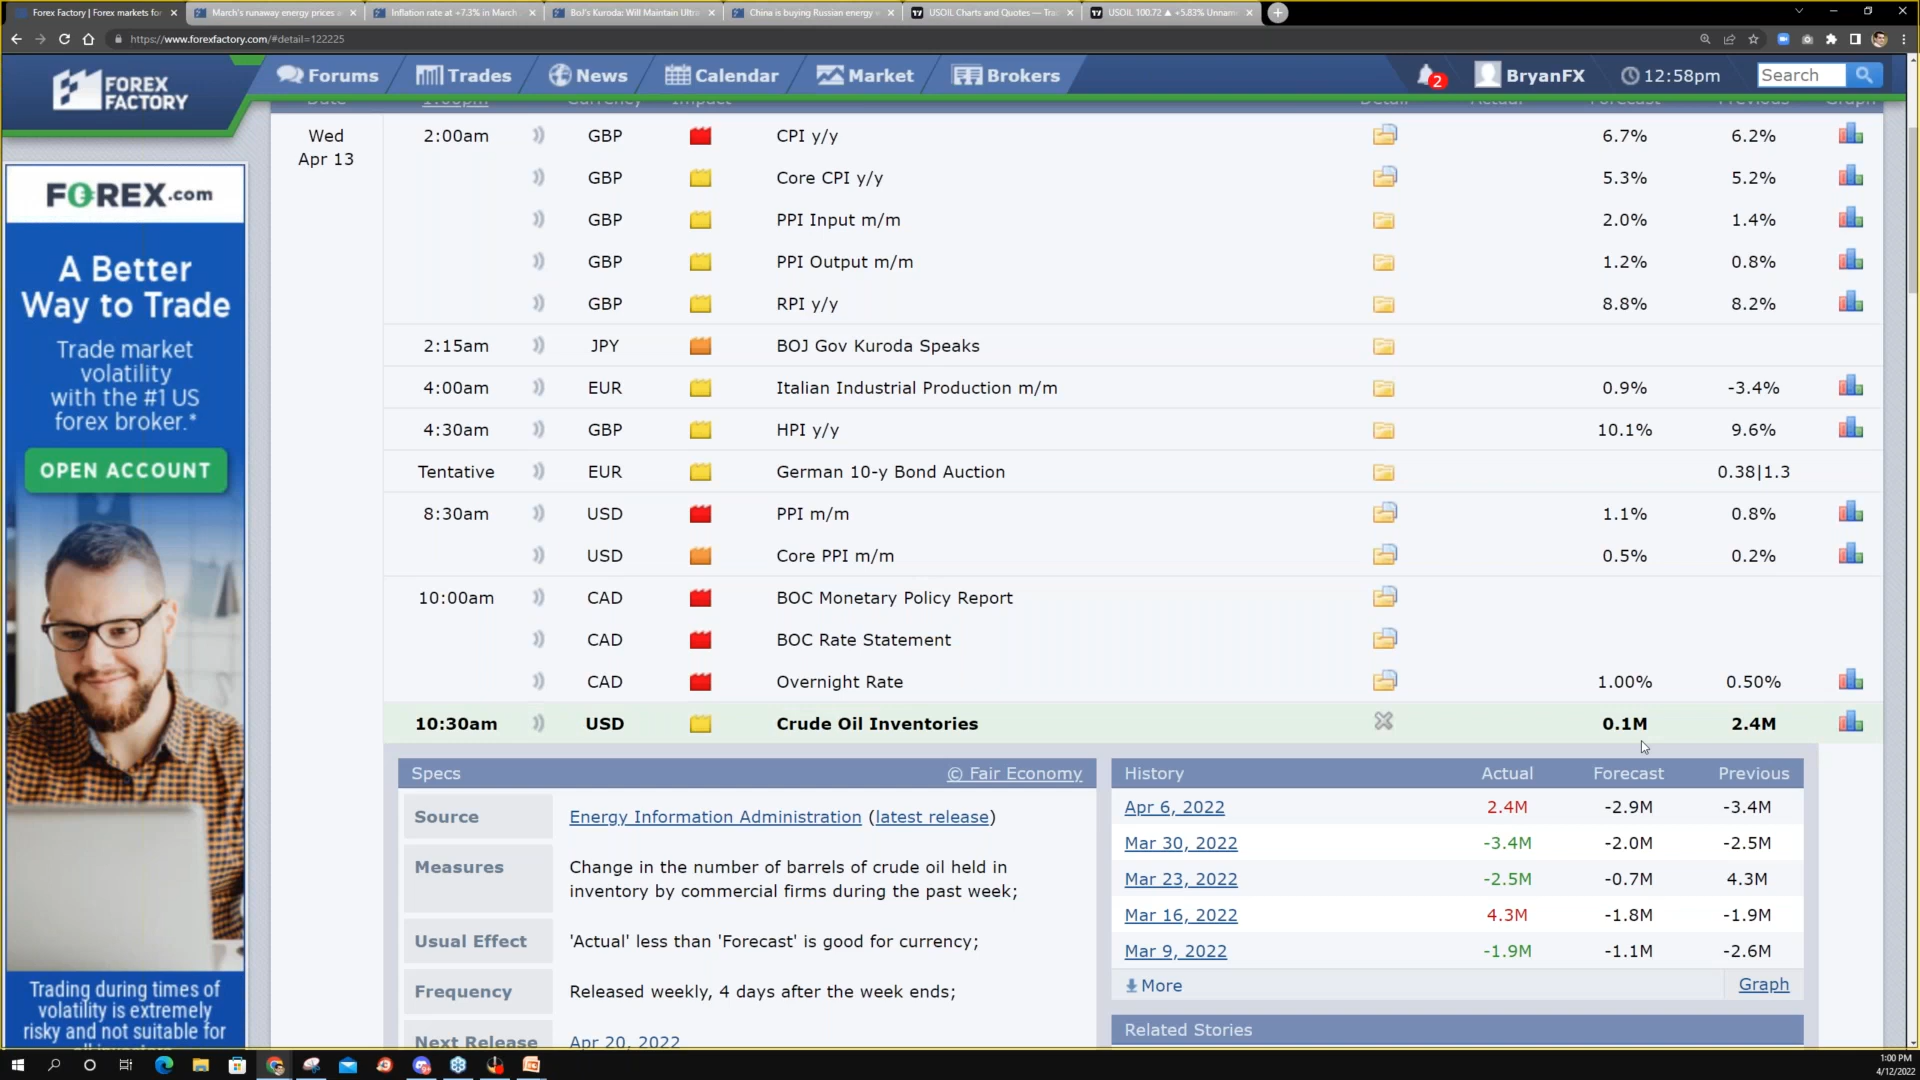 Forex Factory | Forex markets for
March's runaway energy prices a
Inflation rate at +7.3% in March
BoJ's Kuroda: Will Maintain Ultra
China is buying Russian energy
USOIL Charts and Quotes — Tra
USOIL 100.72 ▲ +5.83% Unnam
https://www.forexfactory.com/#detail=122225
FOREX FACTORY
Forums Trades News Calendar Market Brokers
2 BryanFX 12:58pm Search
Date 1:00pm Currency Impact Detail Actual Forecast Previous Graph
Wed Apr 13 2:00am GBP CPI y/y 6.7% 6.2%
GBP Core CPI y/y 5.3% 5.2%
GBP PPI Input m/m 2.0% 1.4%
GBP PPI Output m/m 1.2% 0.8%
GBP RPI y/y 8.8% 8.2%
2:15am JPY BOJ Gov Kuroda Speaks
4:00am EUR Italian Industrial Production m/m 0.9% -3.4%
4:30am GBP HPI y/y 10.1% 9.6%
Tentative EUR German 10-y Bond Auction 0.38|1.3
8:30am USD PPI m/m 1.1% 0.8%
USD Core PPI m/m 0.5% 0.2%
10:00am CAD BOC Monetary Policy Report
CAD BOC Rate Statement
CAD Overnight Rate 1.00% 0.50%
10:30am USD Crude Oil Inventories 0.1M 2.4M
Specs © Fair Economy
Source Energy Information Administration (latest release)
Measures Change in the number of barrels of crude oil held in
inventory by commercial firms during the past week;
Usual Effect 'Actual' less than 'Forecast' is good for currency;
Frequency Released weekly, 4 days after the week ends;
Next Release Apr 20, 2022
History Actual Forecast Previous
Apr 6, 2022 2.4M -2.9M -3.4M
Mar 30, 2022 -3.4M -2.0M -2.5M
Mar 23, 2022 -2.5M -0.7M 4.3M
Mar 16, 2022 4.3M -1.8M -1.9M
Mar 9, 2022 -1.9M -1.1M -2.6M
More Graph
Related Stories
FOREX.com
A Better
Way to Trade
Trade market
volatility
with the #1 US
forex broker.*
OPEN ACCOUNT
Trading during times of
volatility is extremely
risky and not suitable for
1:00 PM
4/12/2022